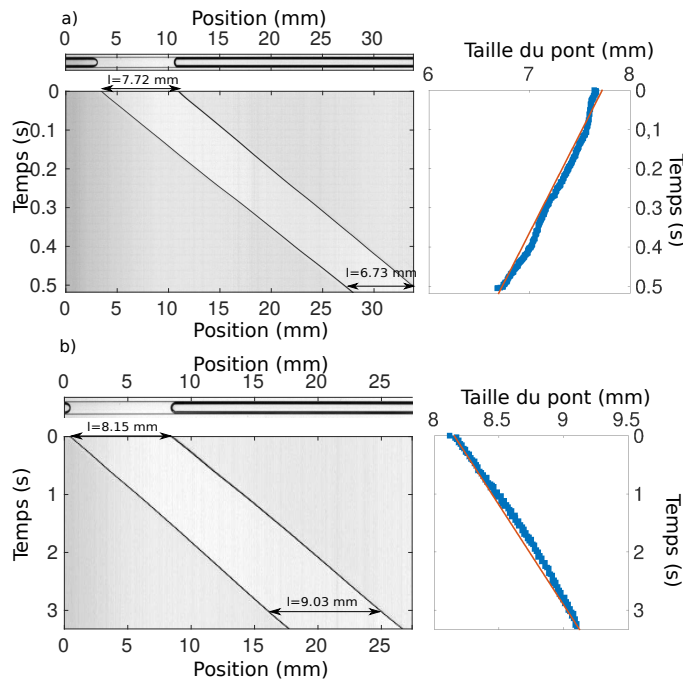 a)
Position (mm)
0 5 10 15 20 25 30
l=7.72 mm
Temps (s)
0
0.1
0.2
0.3
0.4
0.5
l=6.73 mm
0 5 10 15 20 25 30
Position (mm)
Taille du pont (mm)
6 7 8
0
0,1
0.2
0.3
0.4
0,5
Temps (s)
b)
Position (mm)
0 5 10 15 20 25
l=8.15 mm
Temps (s)
0
1
2
3
l=9.03 mm
0 5 10 15 20 25
Position (mm)
Taille du pont (mm)
8 8.5 9 9.5
0
1
2
3
Temps (s)